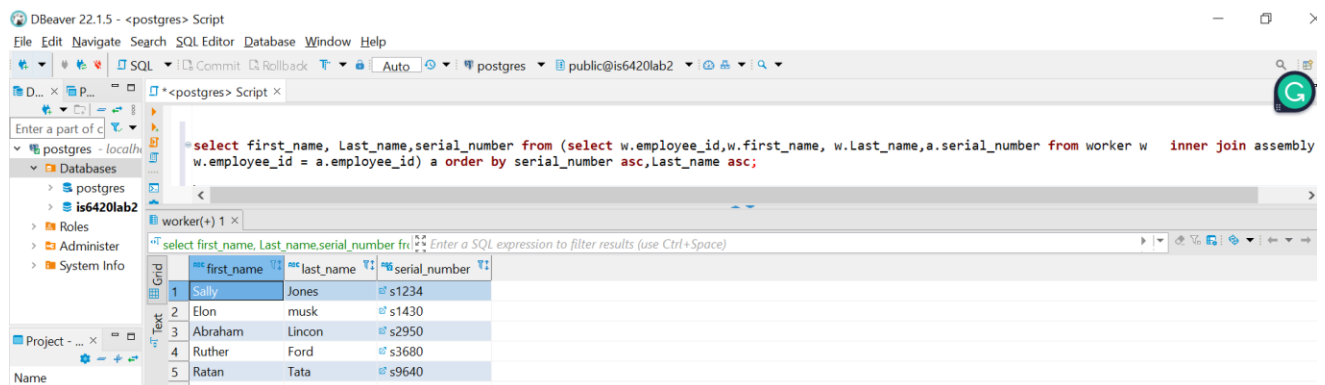 DBeaver 22.1.5 - <postgres> Script
File Edit Navigate Search SQL Editor Database Window Help
SQL Commit Rollback Auto postgres public@is6420lab2
D... P... *<postgres> Script
Enter a part of c
select first_name, Last_name,serial_number from (select w.employee_id,w.first_name, w.Last_name,a.serial_number from worker w inner join assembly
w.employee_id = a.employee_id) a order by serial_number asc,Last_name asc;
postgres - localh
Databases
postgres
is6420lab2
Roles
Administer
System Info
worker(+) 1
select first_name, Last_name,serial_number fr Enter a SQL expression to filter results (use Ctrl+Space)
Grid
Text
first_name last_name serial_number
1 Sally Jones s1234
2 Elon musk s1430
3 Abraham Lincon s2950
4 Ruther Ford s3680
5 Ratan Tata s9640
Project - ...
Name